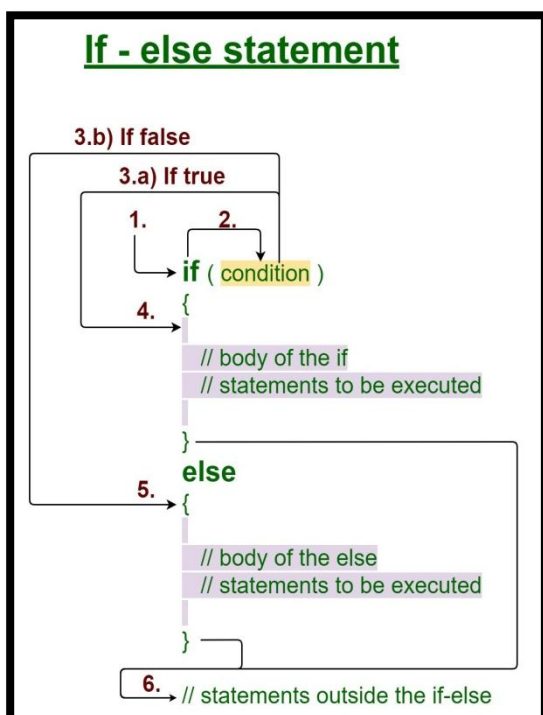 If - else statement
3.b) If false
3.a) If true
1. 2.
if ( condition )
{
4.
// body of the if
// statements to be executed
}
else
5. {
// body of the else
// statements to be executed
}
6. // statements outside the if-else